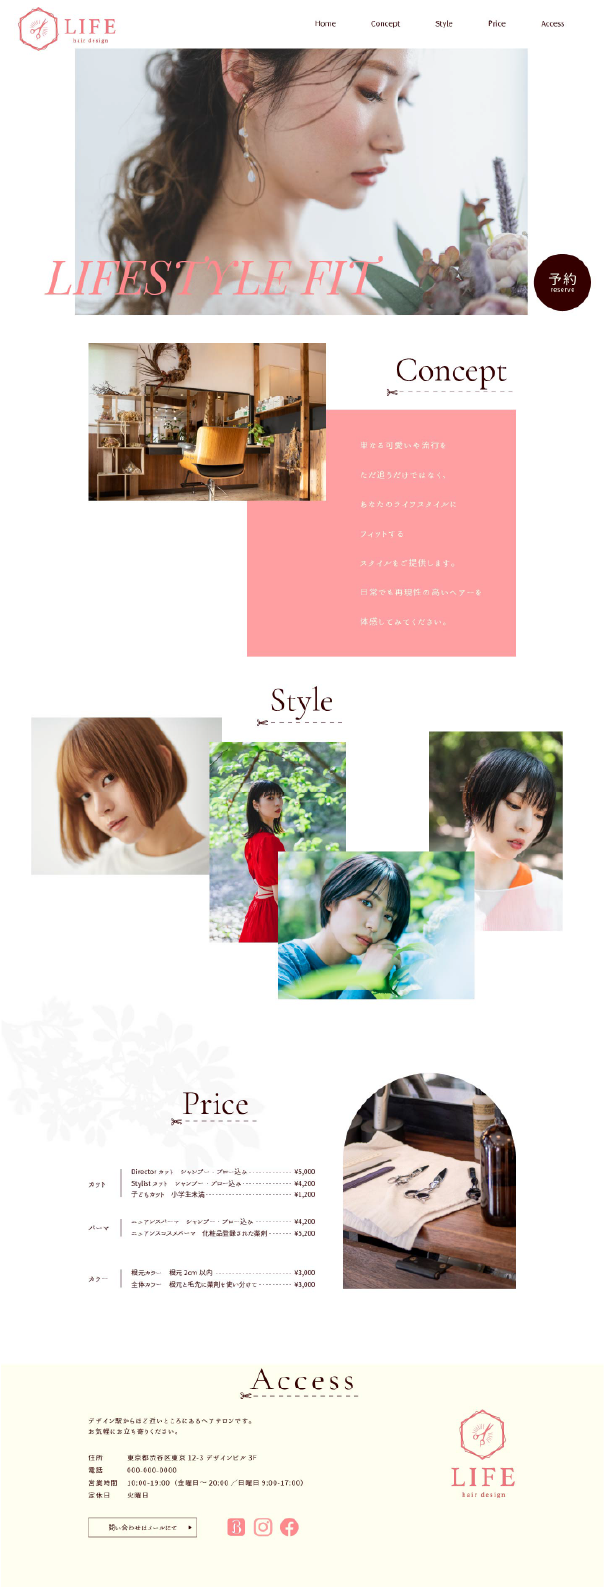 LIFE
hair design
Home
Concept
Style
Price
Access
LIFESTYLE FIT
予約
reserve
Concept
単なる可愛いや流行を
ただ追うだけではなく、
あなたのライフスタイルに
フィットする
スタイルをご提供します。
日常でも再現性の高いヘアーを
体感してみてください。
Style
Price
カット
Director カット シャンプー・ブロー込み ¥5,000
Stylist カット シャンプー・ブロー込み ¥4,200
子どもカット 小学生未満 ¥1,200
パーマ
ニュアンスパーマ シャンプー・ブロー込み ¥4,200
ニュアンスコスメパーマ 化粧品登録された薬剤 ¥5,200
カラー
根元カラー 根元 2cm 以内 ¥3,000
全体カラー 根元と毛先に薬剤を使い分けて ¥3,000
Access
デザイン駅からほど近いところにあるヘアサロンです。
お気軽にお立ち寄りください。
住所 東京都渋谷区東京 12-3 デザインビル 3F
電話 000-000-0000
営業時間 10:00-19:00（金曜日〜20:00 ／日曜日 9:00-17:00）
定休日 火曜日
問い合わせはメールにて
B
LIFE
hair design